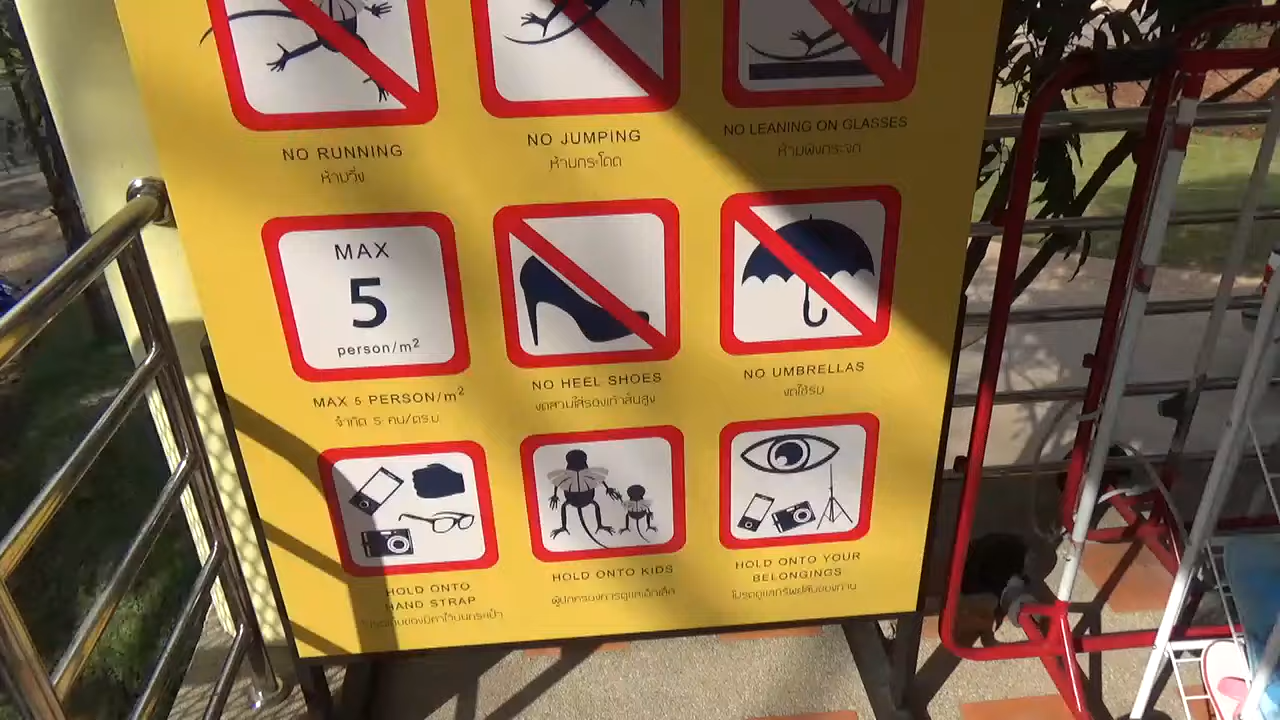 NO RUNNING
ห้ามวิ่ง
NO JUMPING
ห้ามกระโดด
NO LEANING ON GLASSES
ห้ามพิงกระจก
MAX
5
person/m²
MAX 5 PERSON/m²
จำกัด 5 คน/ตร.ม
NO HEEL SHOES
งดสวมใส่รองเท้าส้นสูง
NO UMBRELLAS
งดใช้ร่ม
HOLD ONTO
HAND STRAP
HOLD ONTO KIDS
ผู้ปกครองควรดูแลเด็กเล็ก
HOLD ONTO YOUR
BELONGINGS
โปรดดูแลทรัพย์สินของท่าน